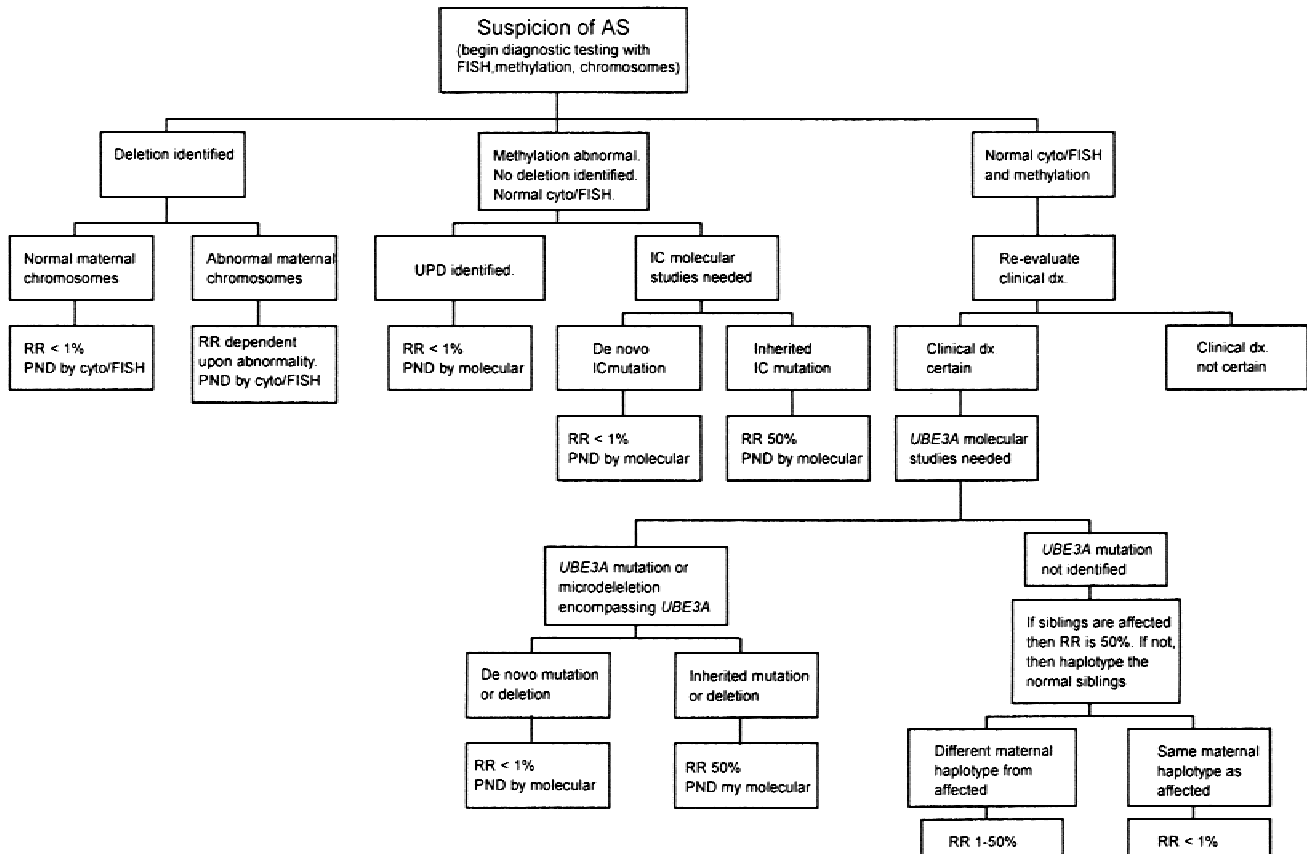 Suspicion of AS
(begin diagnostic testing with
FISH,methylation, chromosomes)
Deletion identified
Methylation abnormal.
No deletion identified.
Normal cyto/FISH.
Normal cyto/FISH
and methylation
Normal maternal
chromosomes
Abnormal maternal
chromosomes
UPD identified.
IC molecular
studies needed
Re-evaluate
clinical dx.
RR < 1%
PND by cyto/FISH
RR dependent
upon abnormality.
PND by cyto/FISH
RR < 1%
PND by molecular
De novo
IC mutation
Inherited
IC mutation
Clinical dx
certain
Clinical dx.
not certain
RR < 1%
PND by molecular
RR 50%
PND by molecular
UBE3A molecular
studies needed
UBE3A mutation or
microdeletion
encompassing UBE3A
UBE3A mutation
not identified
If siblings are affected
then RR is 50%. If not,
then haplotype the
normal siblings
De novo mutation
or deletion
Inherited mutation
or deletion
RR < 1%
PND by molecular
RR 50%
PND my molecular
Different maternal
haplotype from
affected
Same maternal
haplotype as
affected
RR 1-50%
RR < 1%